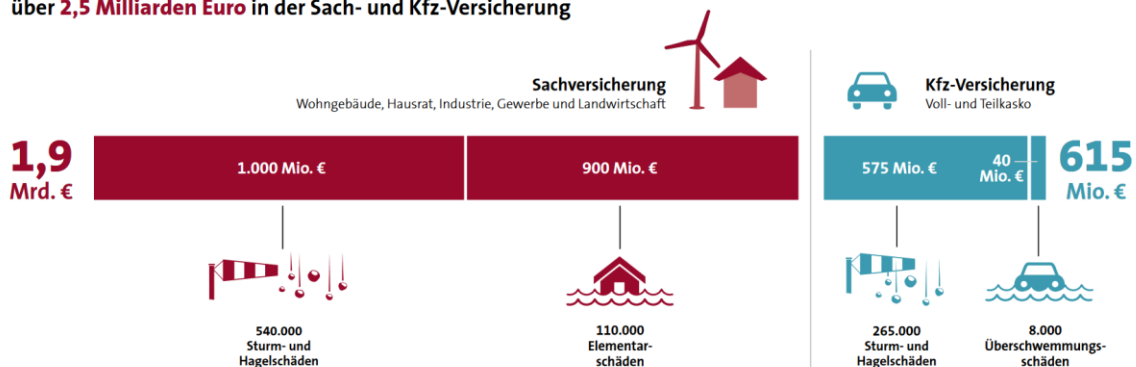 über 2,5 Milliarden Euro in der Sach- und Kfz-Versicherung
Sachversicherung
Wohngebäude, Hausrat, Industrie, Gewerbe und Landwirtschaft
1,9
Mrd. €
1.000 Mio. €
900 Mio. €
540.000
Sturm- und
Hagelschäden
110.000
Elementar-
schäden
Kfz-Versicherung
Voll- und Teilkasko
575 Mio. €
40
Mio. €
615
Mio. €
265.000
Sturm- und
Hagelschäden
8.000
Überschwemmungs-
schäden